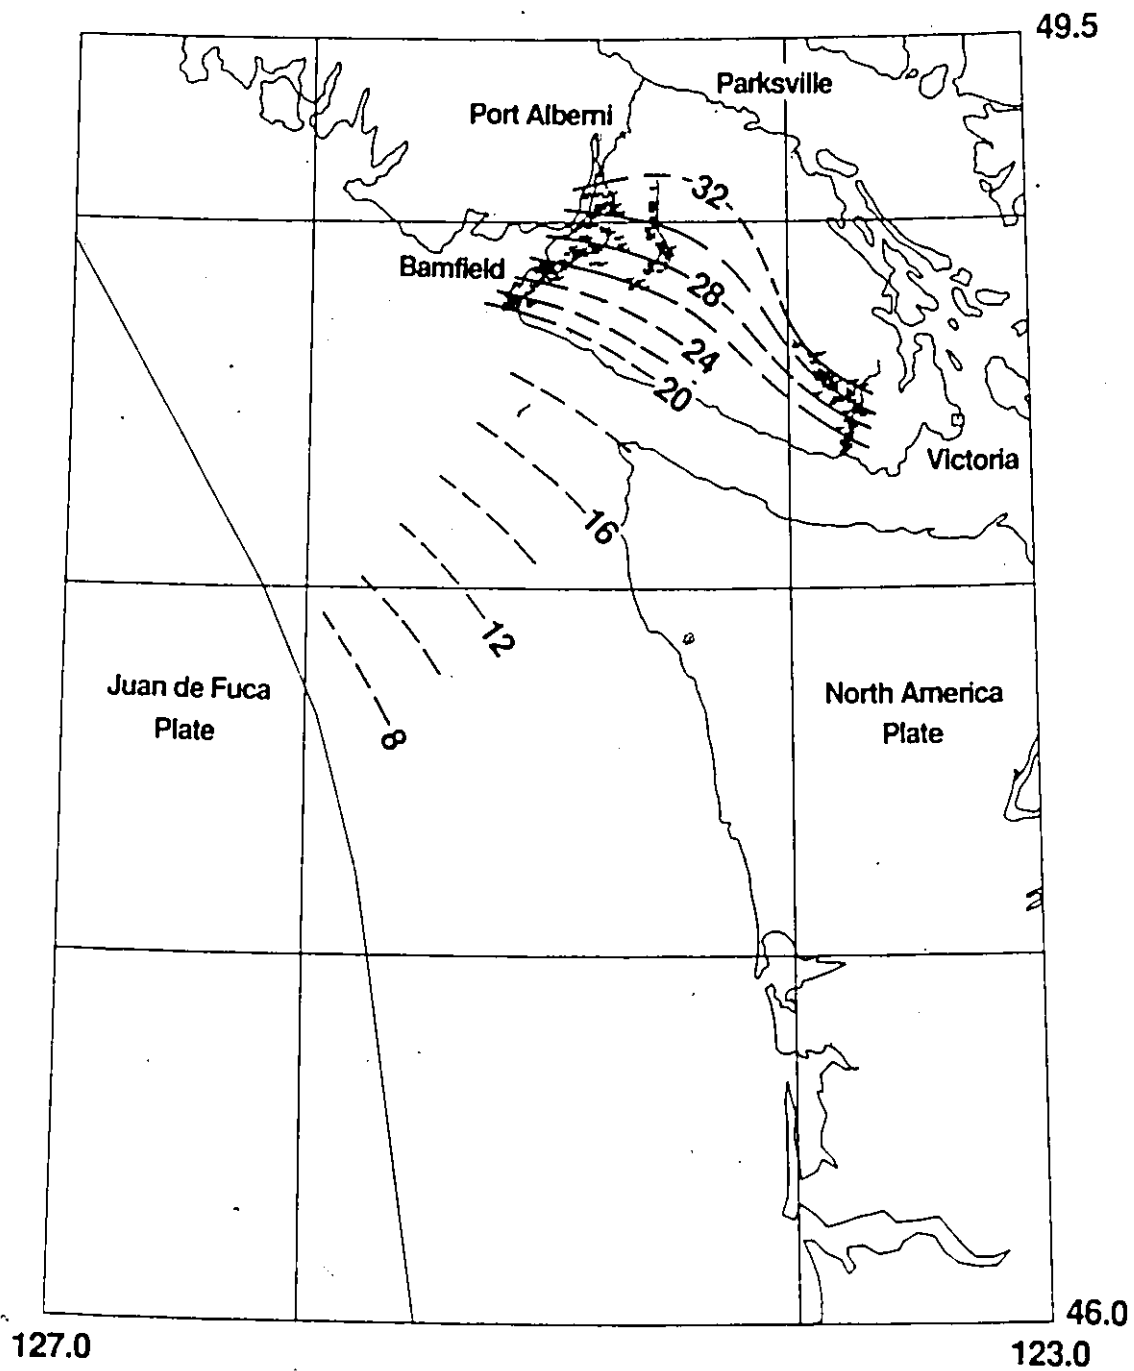 49.5
Parksville
Port Alberni
32
Bamfield
28
24
20
Victoria
16
12
Juan de Fuca
Plate
North America
Plate
8
46.0
127.0
123.0